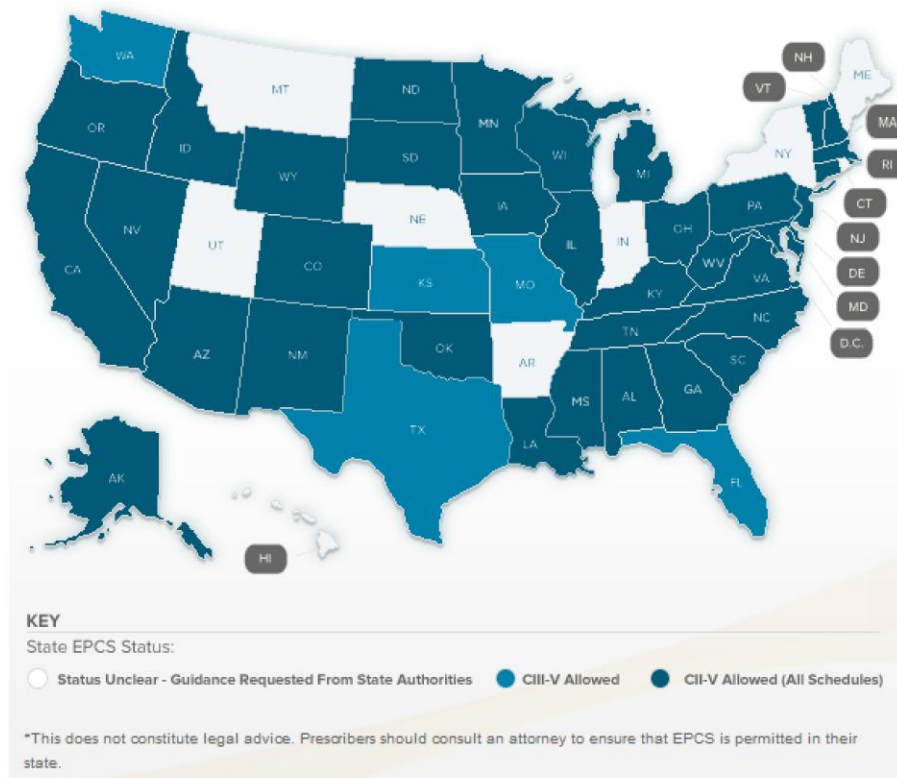 WA
MT
ND
MN
OR
ID
SD
WI
MI
WY
NH
VT
ME
MA
NY
RI
CT
NJ
DE
MD
D.C.
NV
UT
NE
IA
IL
IN
OH
PA
WV
VA
CA
CO
KS
MO
KY
NC
TN
SC
AZ
NM
OK
AR
MS
AL
GA
TX
LA
FL
AK
HI
KEY
State EPCS Status:
Status Unclear - Guidance Requested From State Authorities
CIII-V Allowed
CII-V Allowed (All Schedules)
*This does not constitute legal advice. Prescribers should consult an attorney to ensure that EPCS is permitted in their
state.